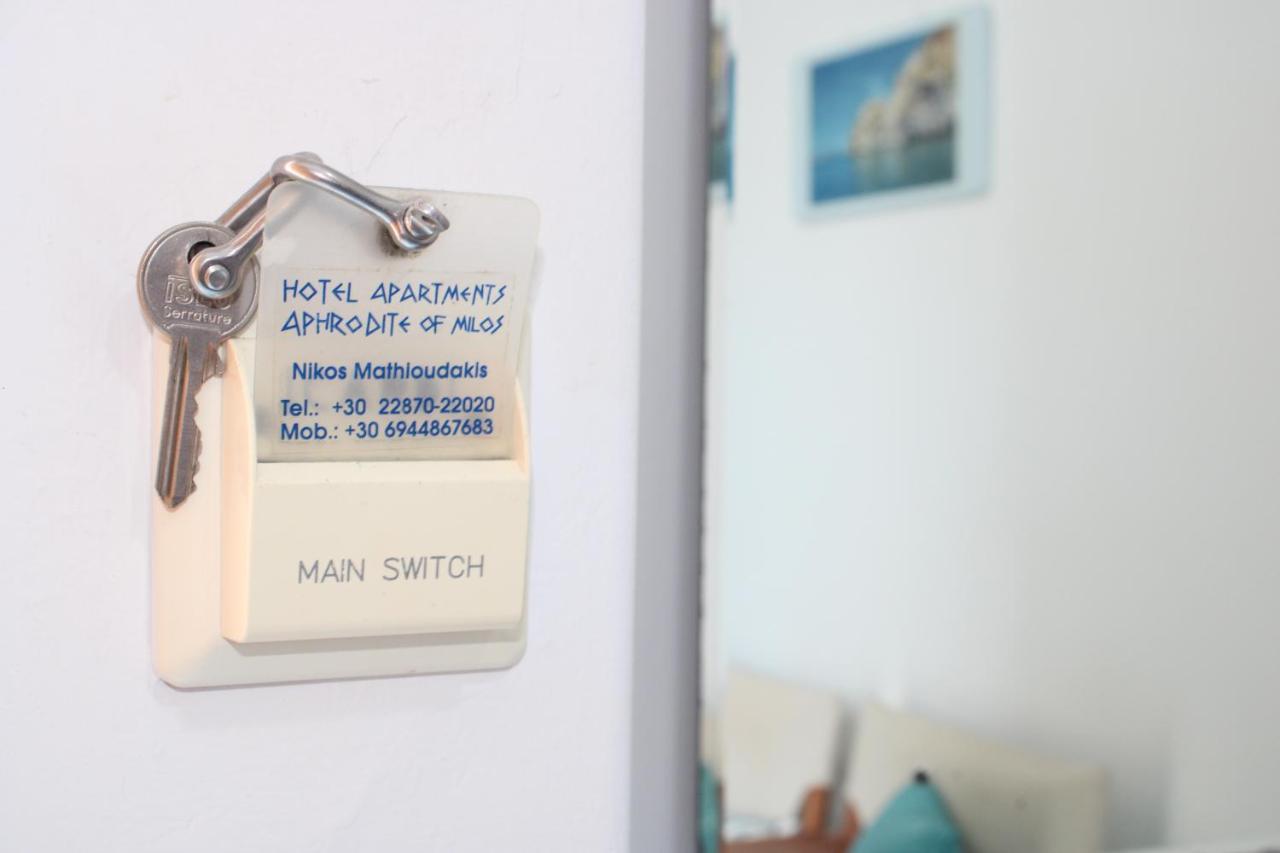 Serrature
HOTEL APARTMENTS
APHRODITE OF MILOS
Nikos Mathioudakis
Tel.: +30 22870-22020
Mob.: +30 6944867683
MAIN SWITCH